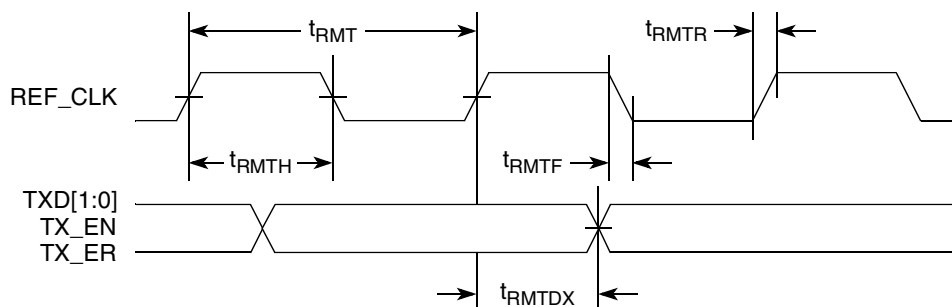 tRMT
tRMTR
REF_CLK
tRMTH
tRMTF
TXD[1:0]
TX_EN
TX_ER
tRMTDX